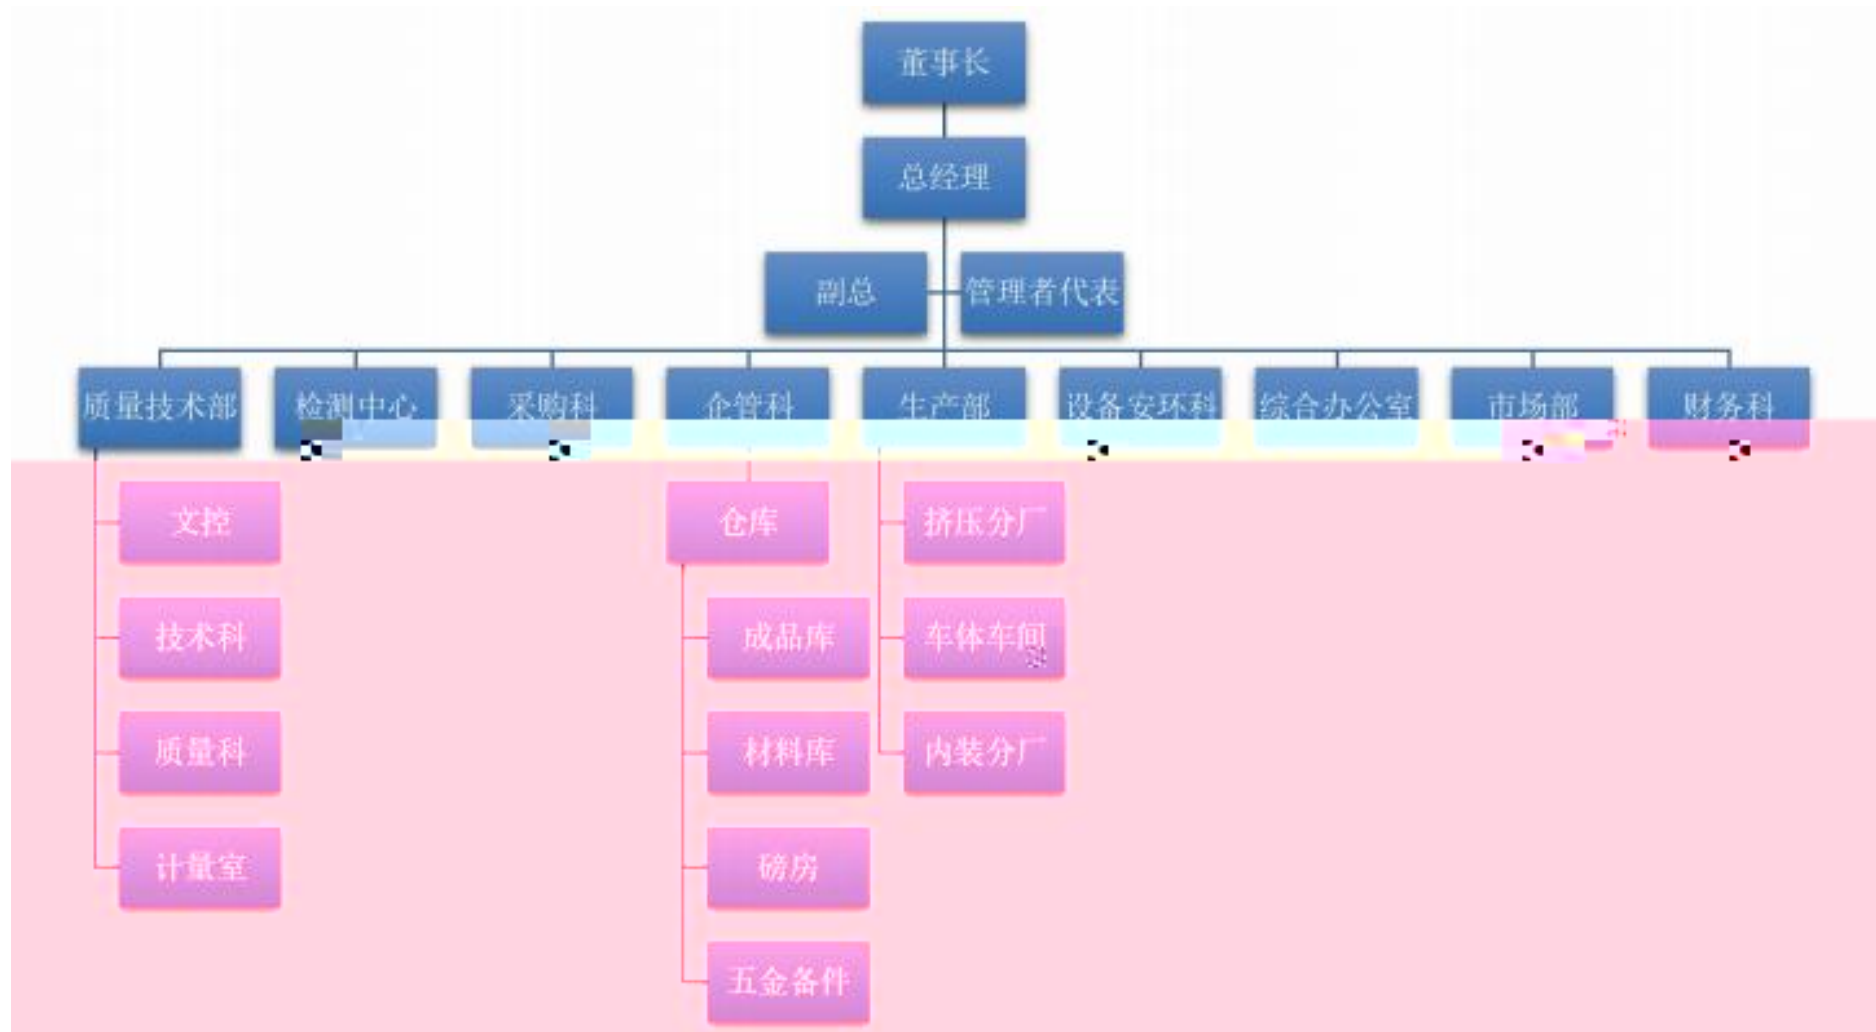 董事长
总经理
副总
管理者代表
质量技术部
检测中心
采购科
企管科
生产部
设备安环科
综合办公室
市场部
财务科
文控
仓库
挤压分厂
技术科
成品库
车体车间
质量科
材料库
内装分厂
计量室
磅房
五金备件